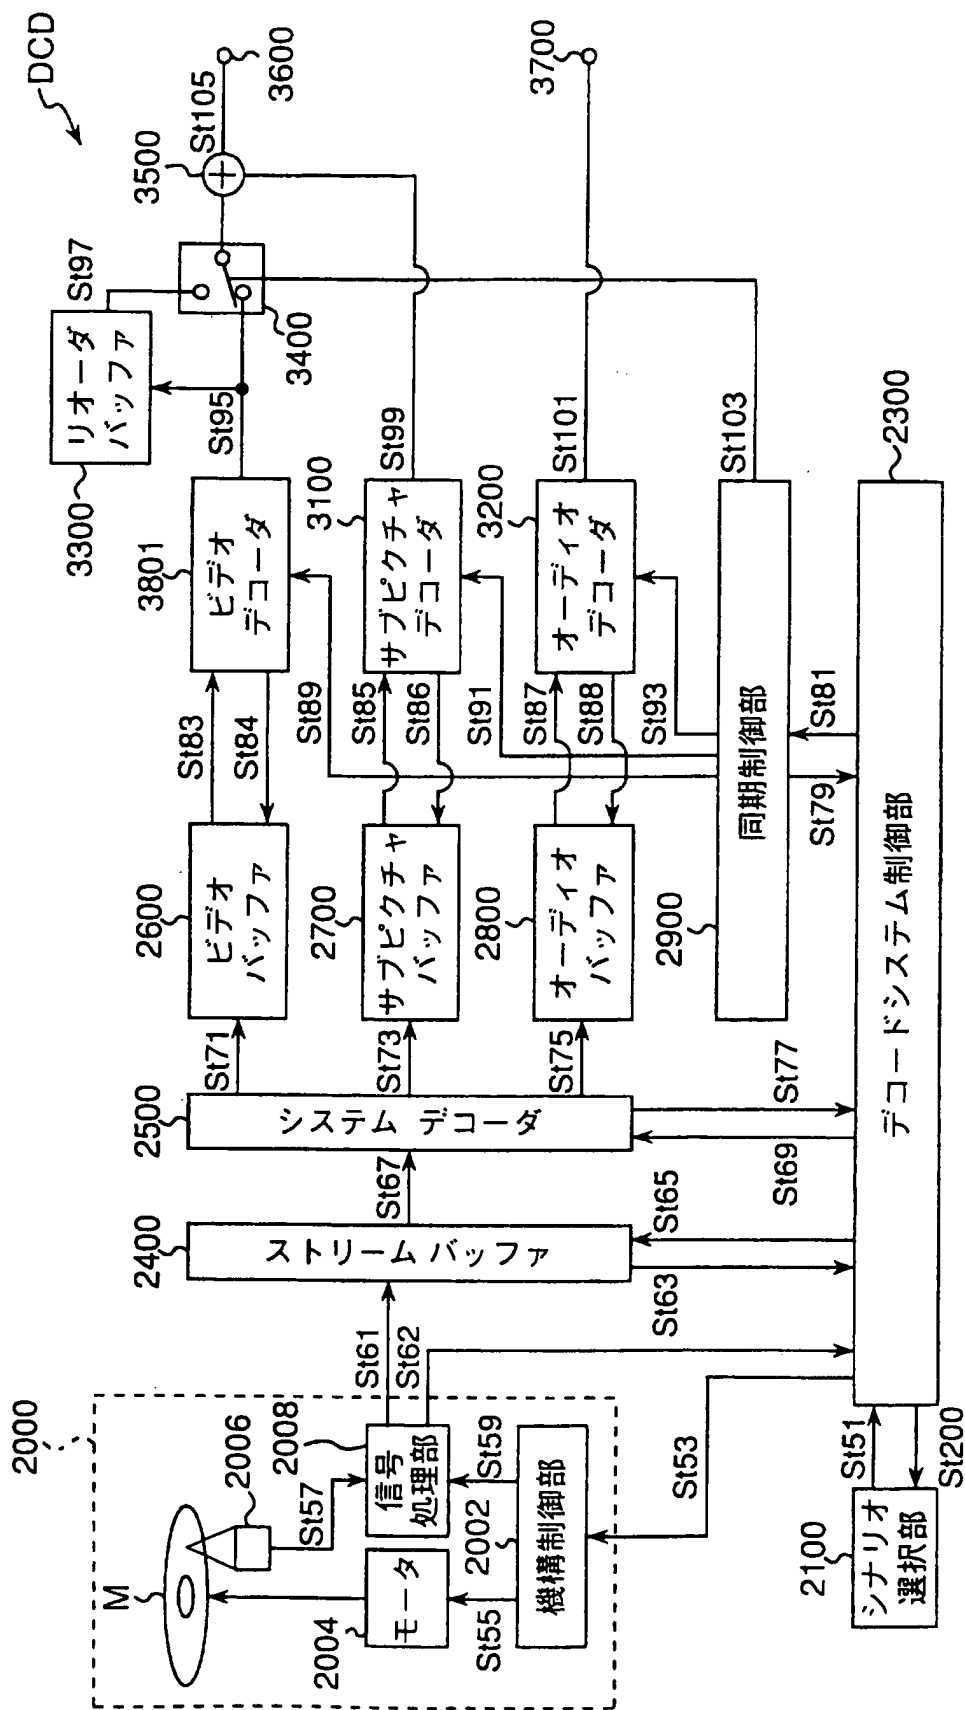 DCD
2000
M
2006
St57
2008
信号
処理部
St61
St62
2004
モータ
St55
2002
St59
機構制御部
St53
2100
シナリオ
選択部
St51
St200
2400
ストリーム バッファ
St63
St65
St67
2500
システム デコーダ
St69
St77
St71
St73
St75
2600
ビデオ
バッファ
2700
サブピクチャ
バッファ
2800
オーディオ
バッファ
2900
同期制御部
St83
St84
St89
St85
St86
St91
St87
St88
St93
St79
St81
3801
ビデオ
デコーダ
3100
サブピクチャ
デコーダ
3200
オーディオ
デコーダ
St95
St99
St101
St103
3300
リオーダ
バッファ
St97
3400
3500
St105
3600
3700
2300
デコードシステム制御部